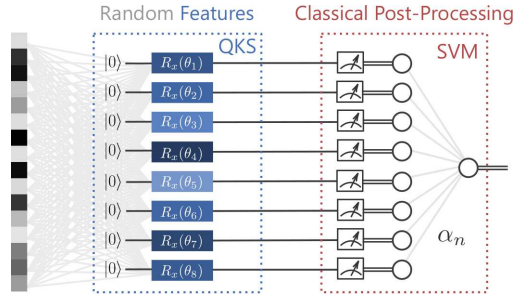 Random Features
Classical Post-Processing
QKS
SVM
|0⟩ Rx(θ1)
|0⟩ Rx(θ2)
|0⟩ Rx(θ3)
|0⟩ Rx(θ4)
|0⟩ Rx(θ5)
|0⟩ Rx(θ6)
|0⟩ Rx(θ7)
|0⟩ Rx(θ8)
αn